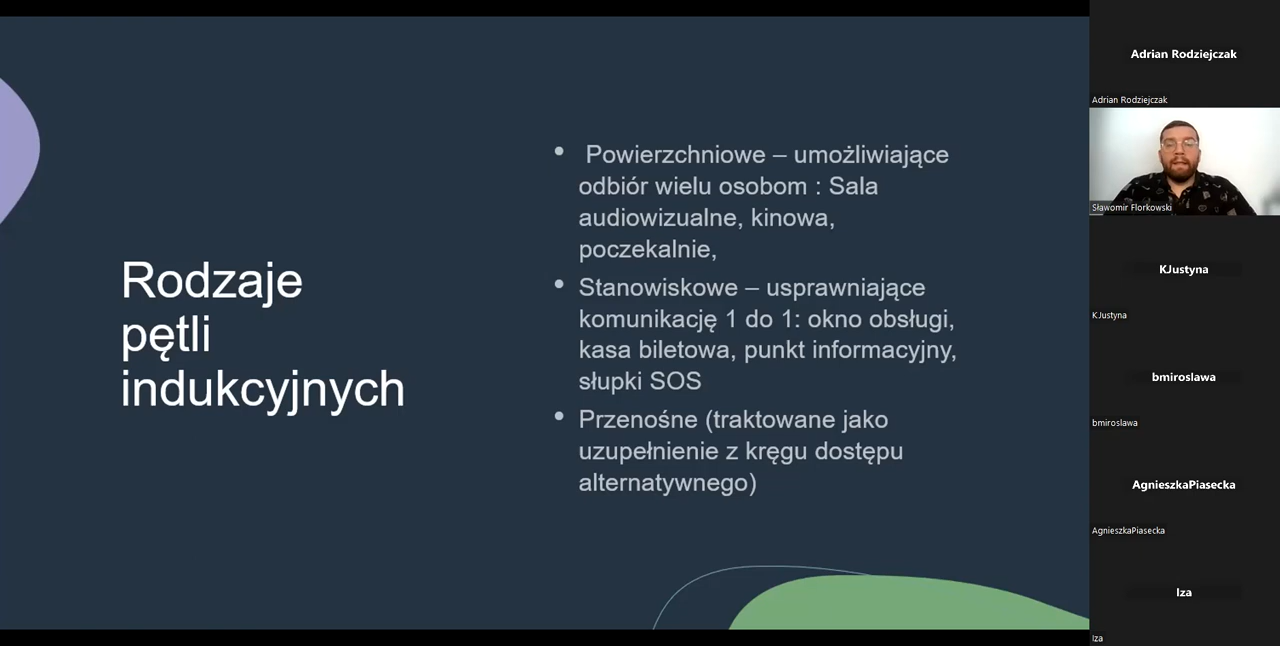 Rodzaje
pętli
indukcyjnych
• Powierzchniowe – umożliwiające
odbiór wielu osobom : Sala
audiowizualne, kinowa,
poczekalnie,
• Stanowiskowe – usprawniające
komunikację 1 do 1: okno obsługi,
kasa biletowa, punkt informacyjny,
słupki SOS
• Przenośne (traktowane jako
uzupełnienie z kręgu dostępu
alternatywnego)
Adrian Rodziejczak
Adrian Rodziejczak
Sławomir Florkowski
KJustyna
KJustyna
bmiroslawa
bmiroslawa
AgnieszkaPiasecka
AgnieszkaPiasecka
Iza
Iza